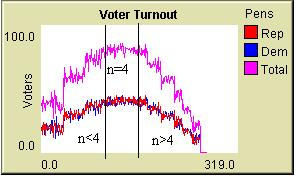 Voter Turnout
Pens
100.0
Rep
Dem
Total
Voters
n=4
n<4
n>4
0.0
0.0
319.0